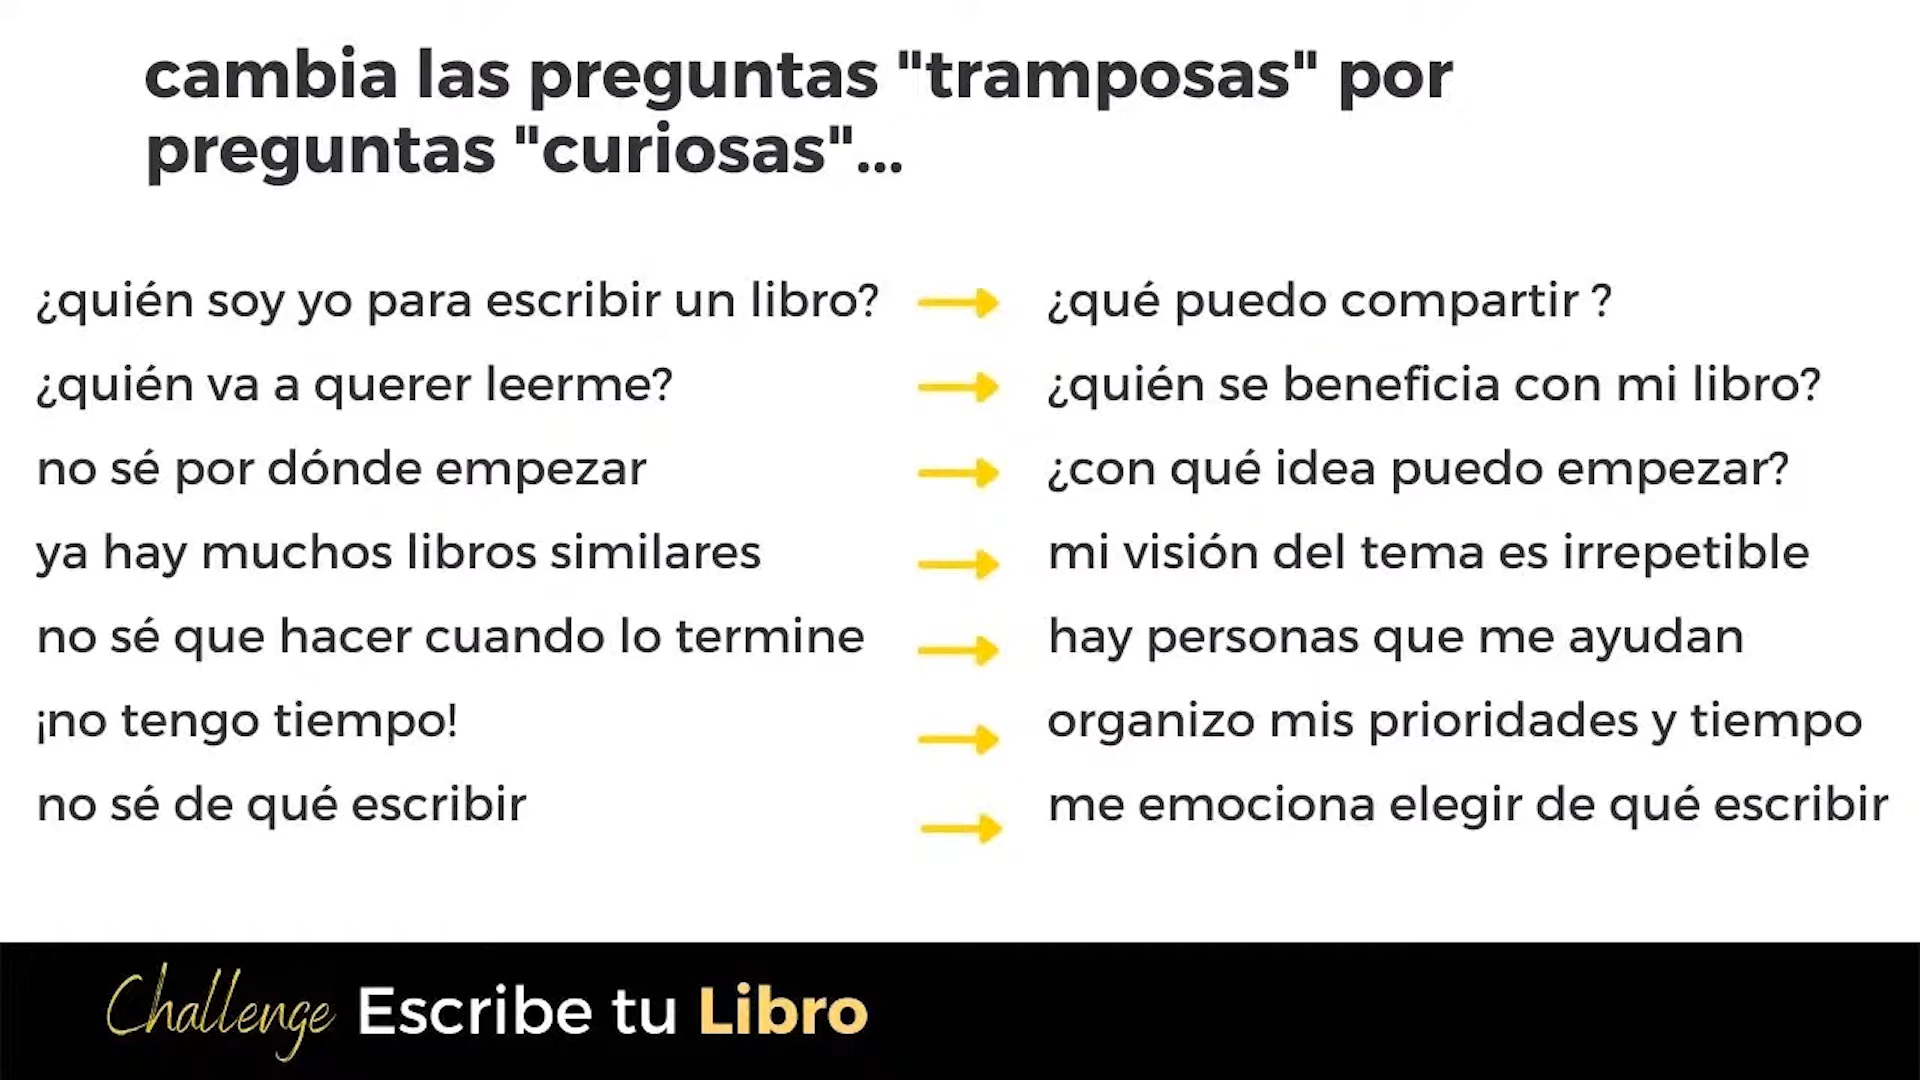 cambia las preguntas "tramposas" por
preguntas "curiosas"...
¿quién soy yo para escribir un libro? → ¿qué puedo compartir ?
¿quién va a querer leerme? → ¿quién se beneficia con mi libro?
no sé por dónde empezar → ¿con qué idea puedo empezar?
ya hay muchos libros similares → mi visión del tema es irrepetible
no sé que hacer cuando lo termine → hay personas que me ayudan
¡no tengo tiempo! → organizo mis prioridades y tiempo
no sé de qué escribir → me emociona elegir de qué escribir
Challenge Escribe tu Libro